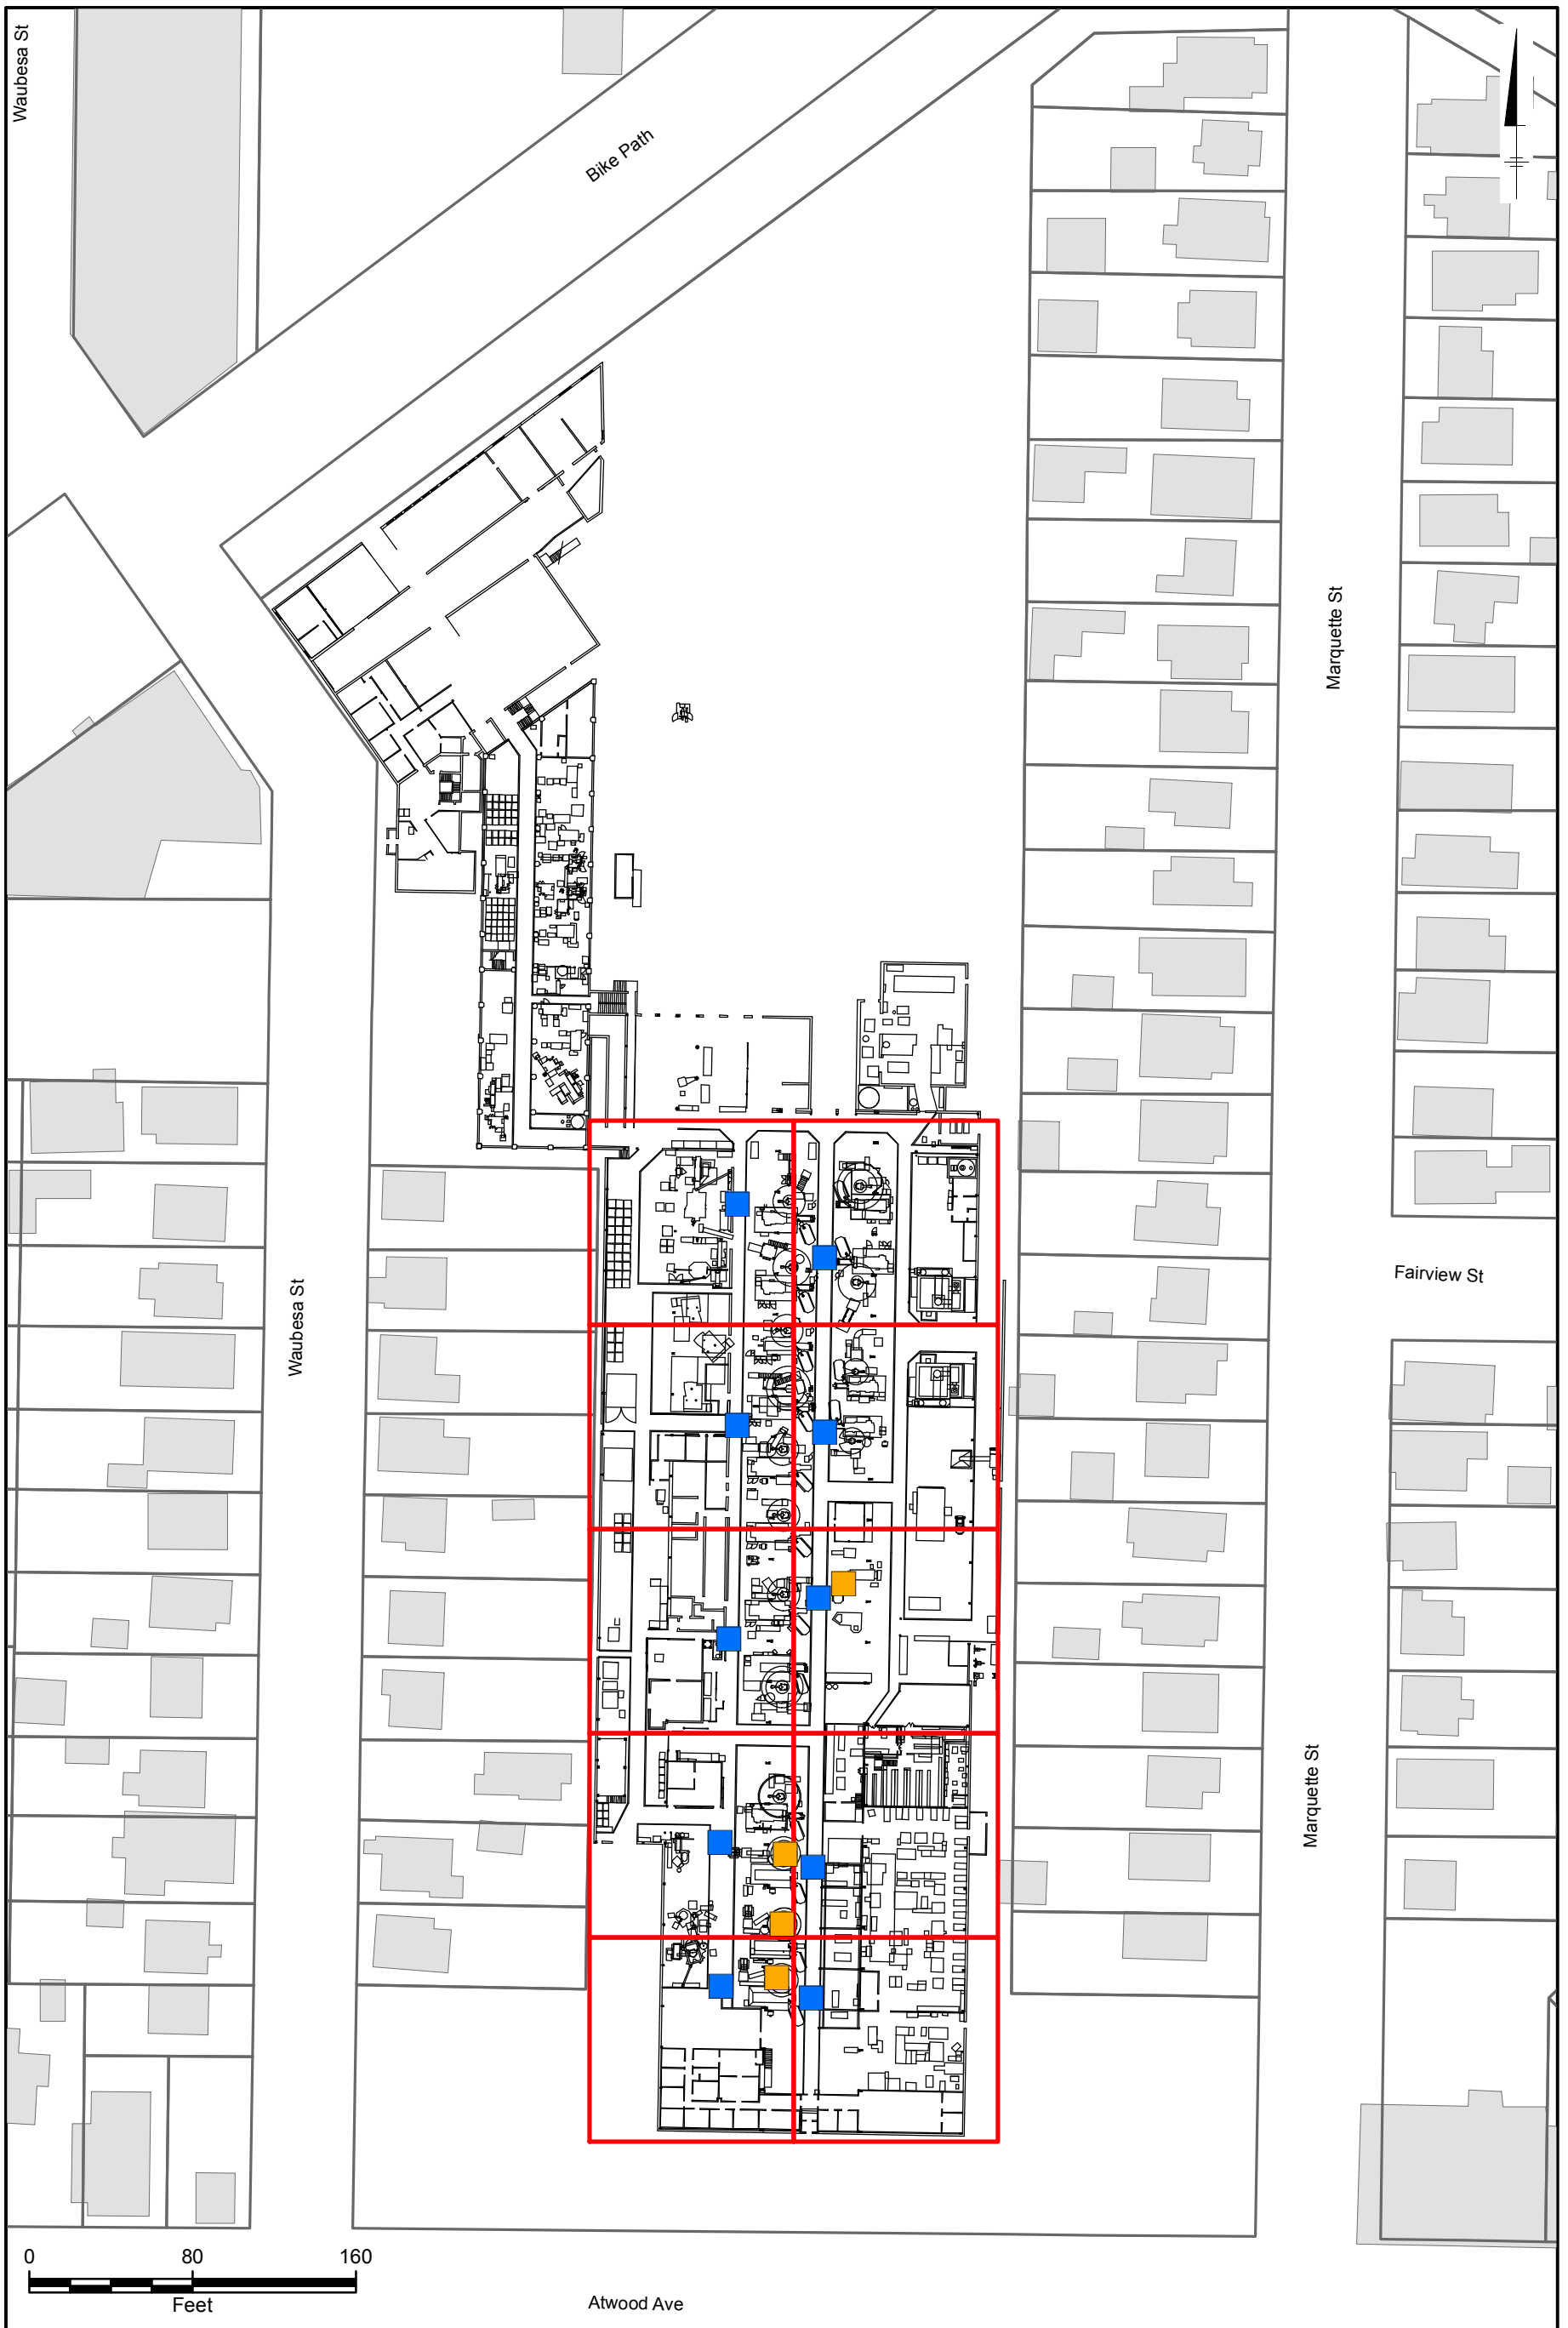 Waubesa St
Bike Path
Marquette St
Fairview St
Waubesa St
Marquette St
0 80 160
Feet
Atwood Ave